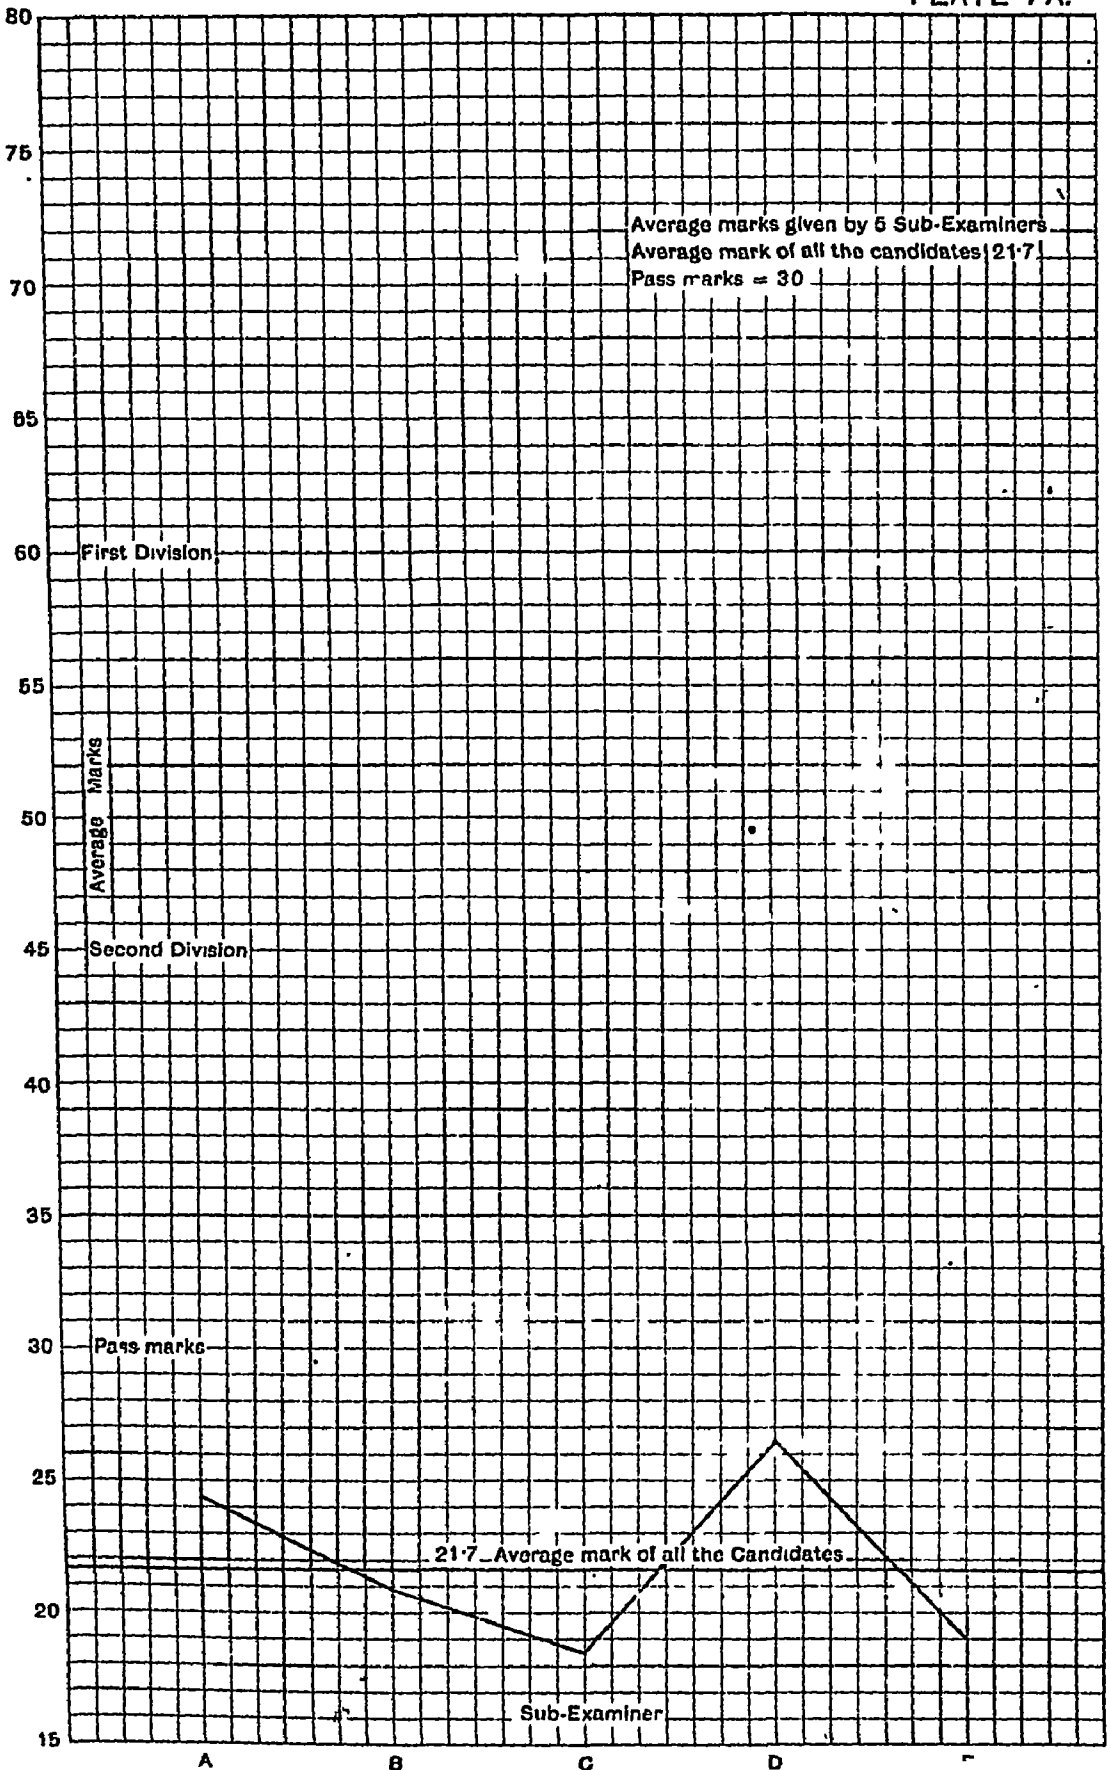 80
75
Average marks given by 5 Sub-Examiners
Average mark of all the candidates 21·7
70
Pass marks = 30
65
60
First Division
55
Average Marks
50
45
Second Division
40
35
30
Pass marks
25
21·7 Average mark of all the Candidates
20
Sub-Examiner
15
A B C D